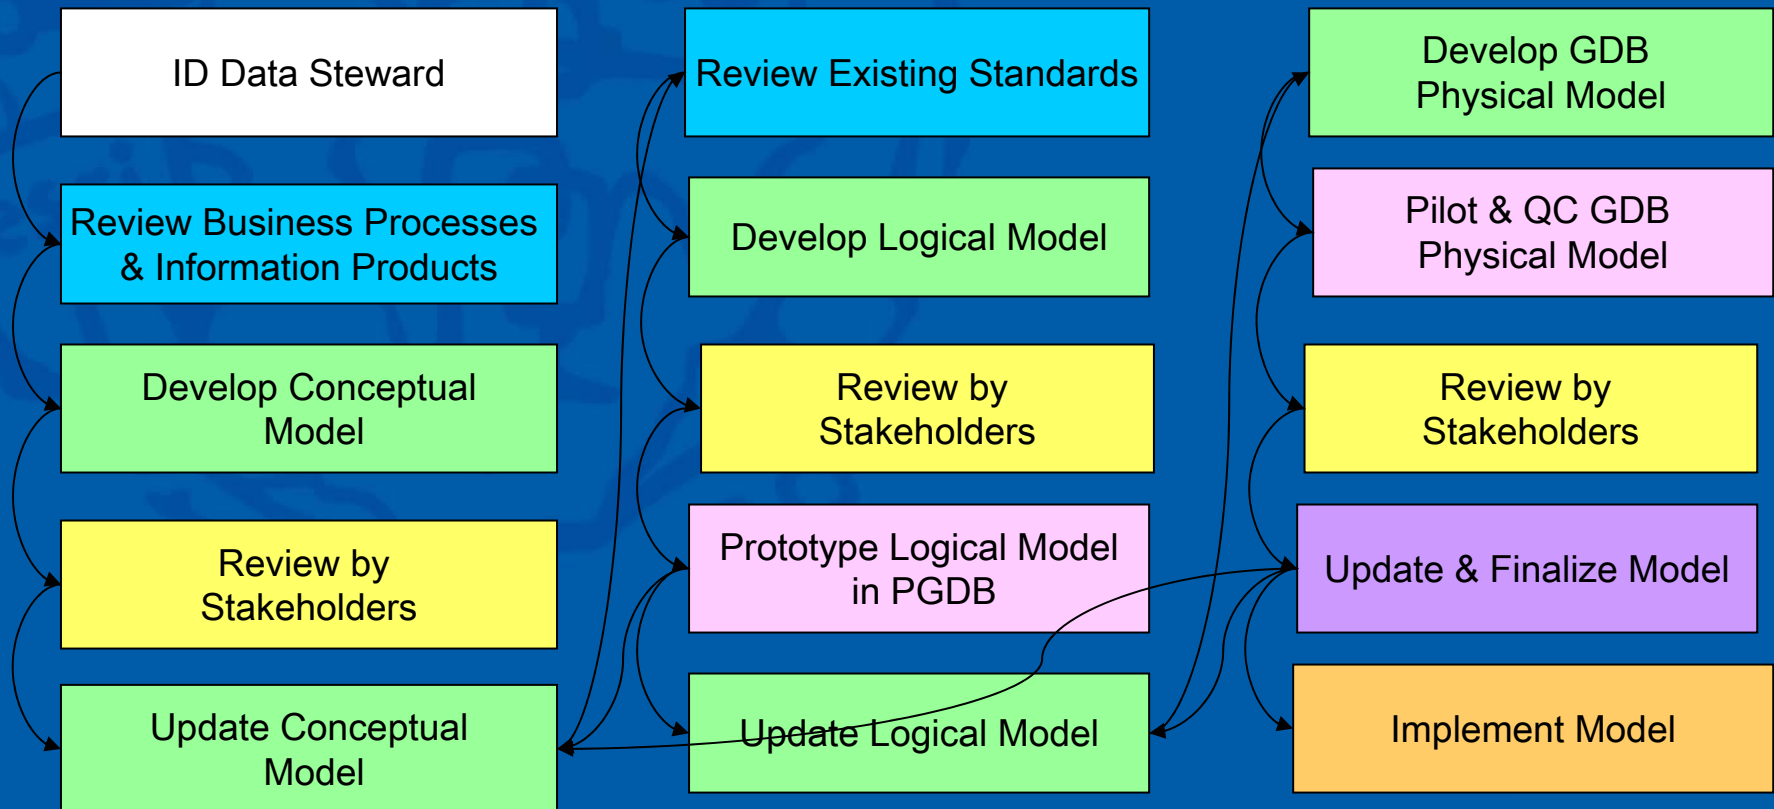 ID Data Steward
Review Business Processes
& Information Products
Develop Conceptual
Model
Review by
Stakeholders
Update Conceptual
Model
Review Existing Standards
Develop Logical Model
Review by
Stakeholders
Prototype Logical Model
in PGDB
Update Logical Model
Develop GDB
Physical Model
Pilot & QC GDB
Physical Model
Review by
Stakeholders
Update & Finalize Model
Implement Model